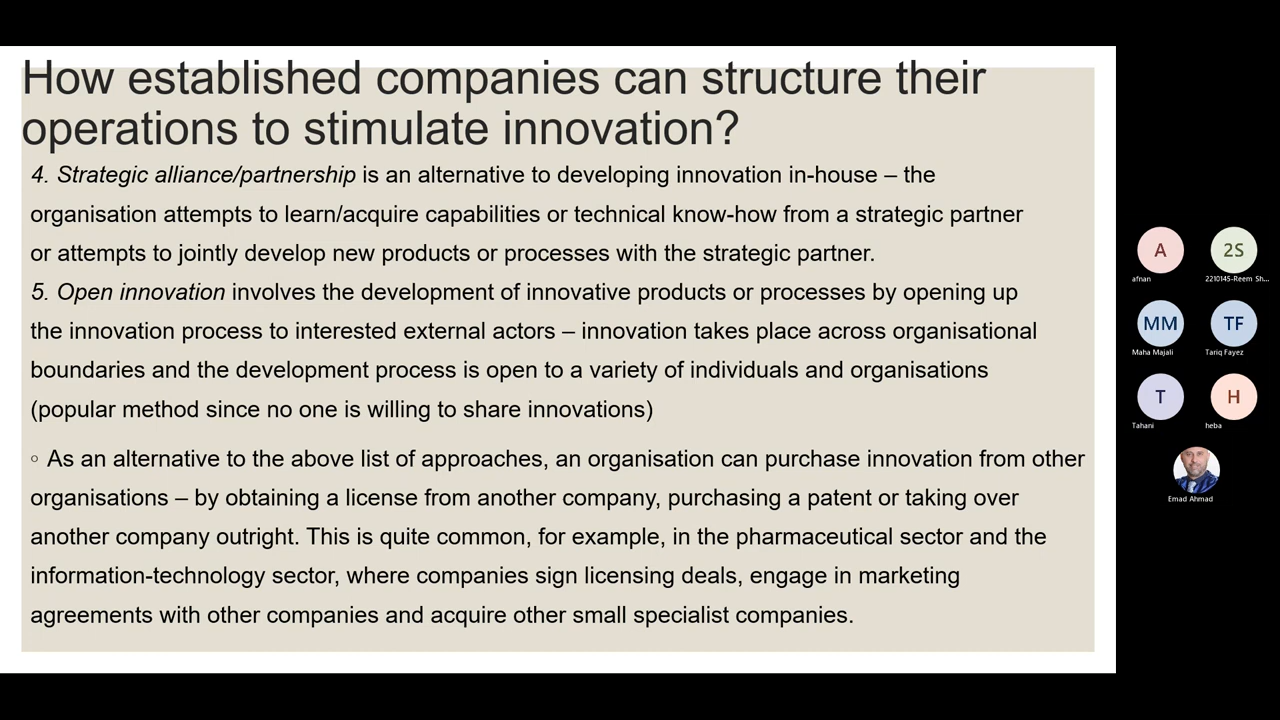 How established companies can structure their
operations to stimulate innovation?
4. Strategic alliance/partnership is an alternative to developing innovation in-house – the
organisation attempts to learn/acquire capabilities or technical know-how from a strategic partner
or attempts to jointly develop new products or processes with the strategic partner.
5. Open innovation involves the development of innovative products or processes by opening up
the innovation process to interested external actors – innovation takes place across organisational
boundaries and the development process is open to a variety of individuals and organisations
(popular method since no one is willing to share innovations)
◦ As an alternative to the above list of approaches, an organisation can purchase innovation from other
organisations – by obtaining a license from another company, purchasing a patent or taking over
another company outright. This is quite common, for example, in the pharmaceutical sector and the
information-technology sector, where companies sign licensing deals, engage in marketing
agreements with other companies and acquire other small specialist companies.
A
2S
afnan
2210145-Reem Sh...
MM
TF
Maha Majali
Tariq Fayez
T
H
Tahani
heba
Emad Ahmad